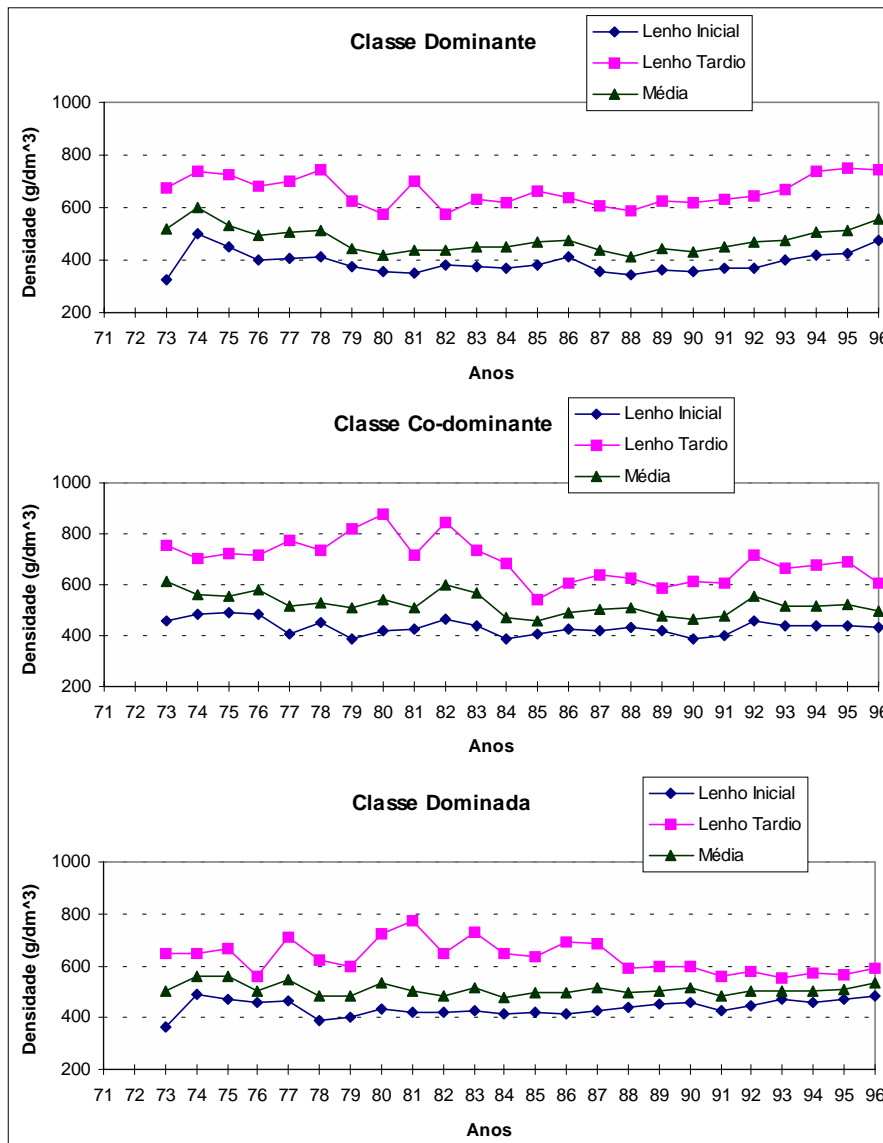 Classe Dominante
Lenho Inicial
Lenho Tardio
Média
Densidade (g/dm^3)
1000
800
600
400
200
71 72 73 74 75 76 77 78 79 80 81 82 83 84 85 86 87 88 89 90 91 92 93 94 95 96
Anos
Classe Co-dominante
Lenho Inicial
Lenho Tardio
Média
Densidade (g/dm^3)
1000
800
600
400
200
71 72 73 74 75 76 77 78 79 80 81 82 83 84 85 86 87 88 89 90 91 92 93 94 95 96
Anos
Classe Dominada
Lenho Inicial
Lenho Tardio
Média
Densidade (g/dm^3)
1000
800
600
400
200
71 72 73 74 75 76 77 78 79 80 81 82 83 84 85 86 87 88 89 90 91 92 93 94 95 96
Anos